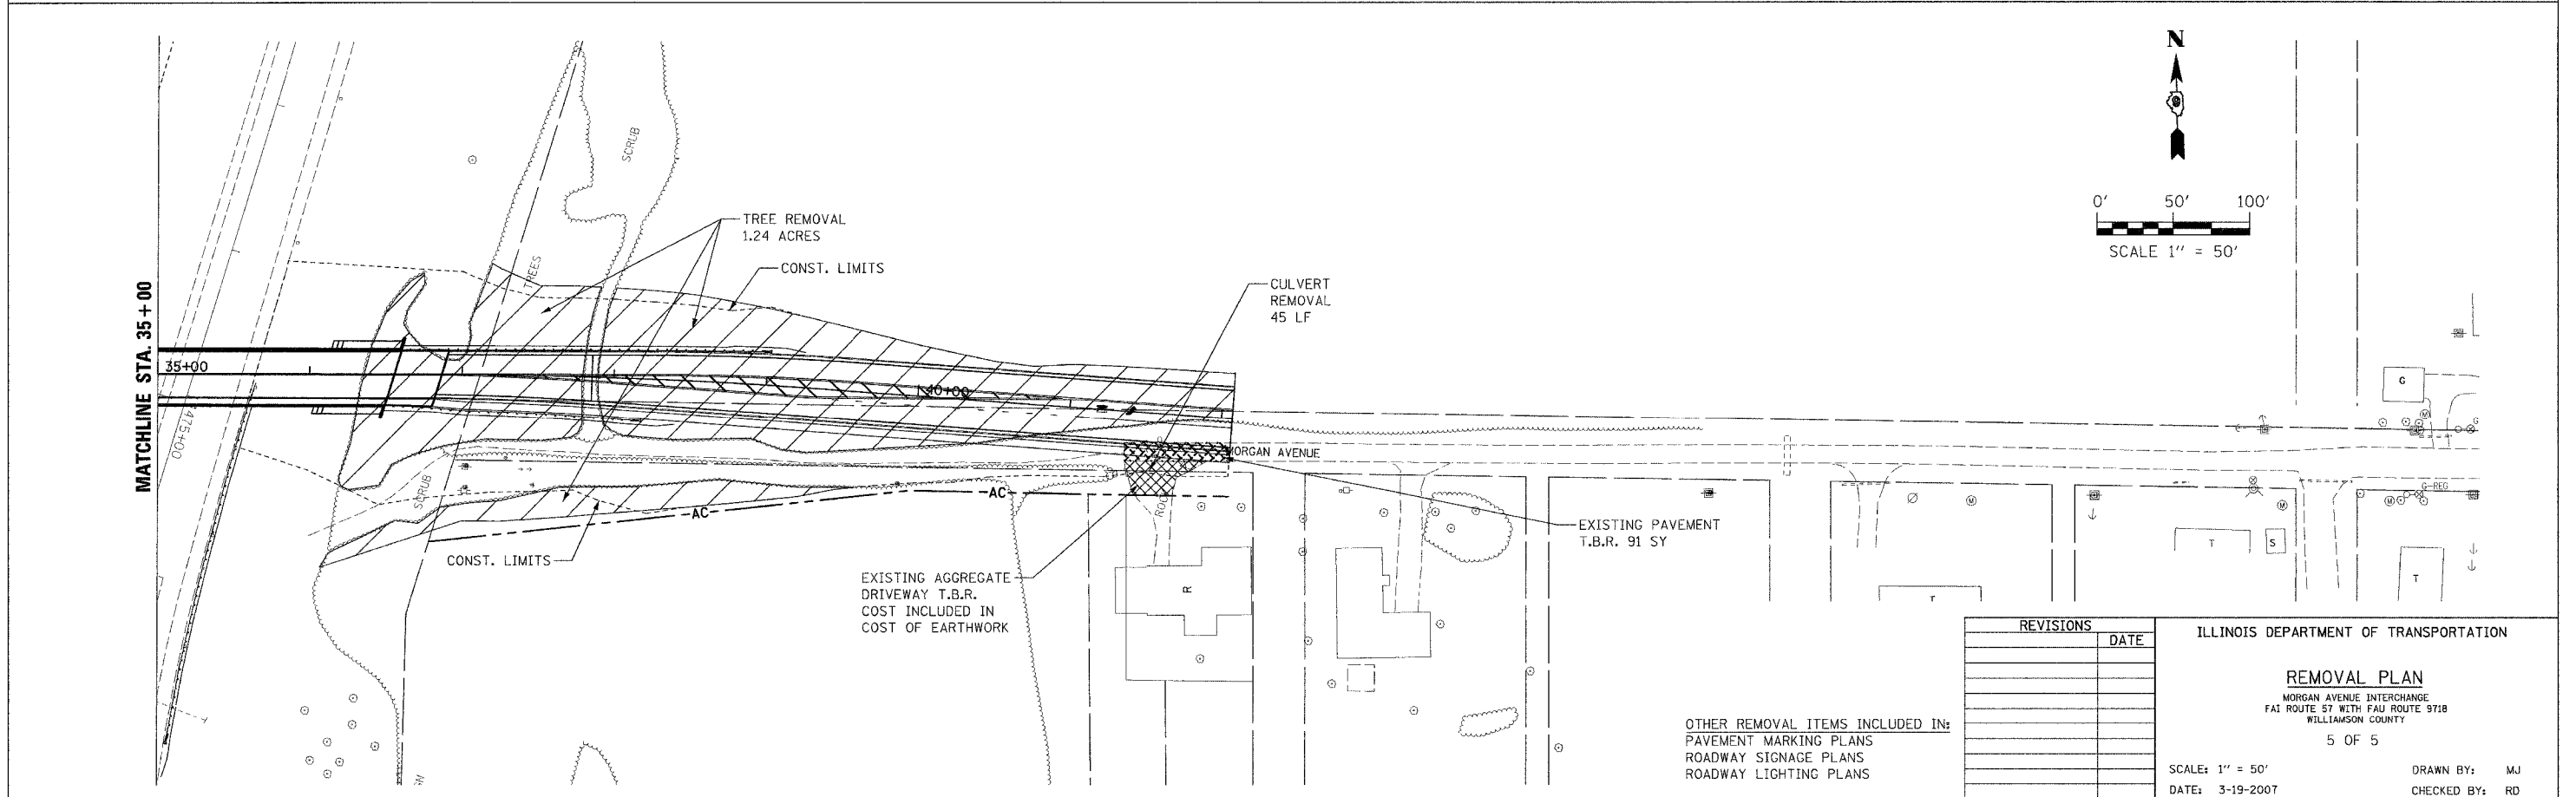 N
0' 50' 100'
SCALE 1'' = 50'
SCRUB
TREES
TREE REMOVAL
1.24 ACRES
CONST. LIMITS
CULVERT
REMOVAL
45 LF
MATCHLINE STA. 35 + 00
35+00
40+00
1475+00
MORGAN AVENUE
SCRUB
AC
AC
CONST. LIMITS
EXISTING AGGREGATE
DRIVEWAY T.B.R.
COST INCLUDED IN
COST OF EARTHWORK
EXISTING PAVEMENT
T.B.R. 91 SY
R
G
G
M
G-REG
M
M
M
T
S
T
T
OTHER REMOVAL ITEMS INCLUDED IN:
PAVEMENT MARKING PLANS
ROADWAY SIGNAGE PLANS
ROADWAY LIGHTING PLANS
REVISIONS
DATE
ILLINOIS DEPARTMENT OF TRANSPORTATION
REMOVAL PLAN
MORGAN AVENUE INTERCHANGE
FAI ROUTE 57 WITH FAU ROUTE 9718
WILLIAMSON COUNTY
5 OF 5
SCALE: 1'' = 50'
DRAWN BY: MJ
DATE: 3-19-2007
CHECKED BY: RD